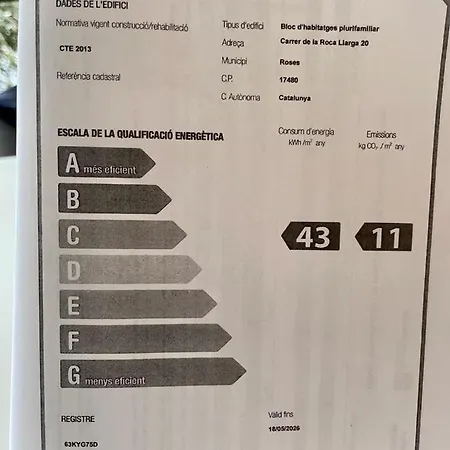 DADES DE L'EDIFICI
Normativa vigent construcció/rehabilitació
CTE 2013
Referència cadastral
Tipus d'edifici Bloc d'habitatges plurifamiliar
Adreça Carrer de la Roca Llarga 20
Municipi Roses
C.P. 17480
C. Autònoma Catalunya
ESCALA DE LA QUALIFICACIÓ ENERGÈTICA
Consum d'energia
kWh /m² any
Emissions
kg CO₂ / m² any
A més eficient
B
C 43 11
D
E
F
G menys eficient
REGISTRE
63KYG75D
Vàlid fins
18/05/2026